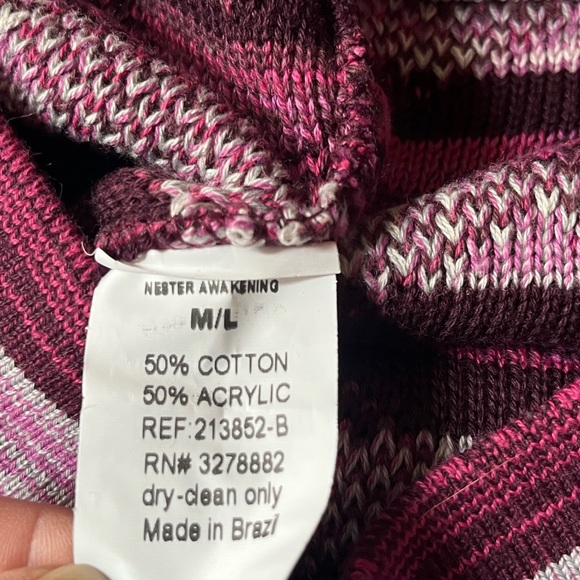 NESTER AWAKENING
M/L
50% COTTON
50% ACRYLIC
REF:213852-B
RN# 3278882
dry-clean only
Made in Brazil